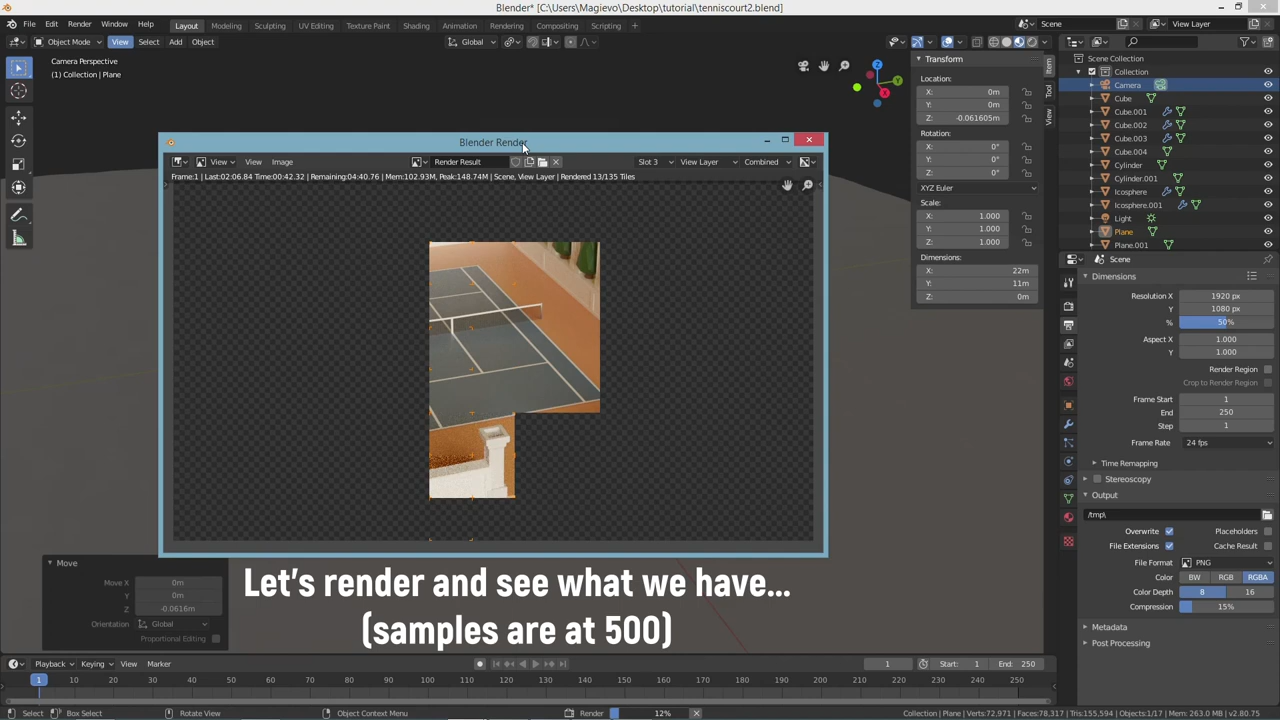 Blender* [C:\Users\Magievo\Desktop\tutorial\tenniscourt2.blend]
File Edit Render Window Help Layout Modeling Sculpting UV Editing Texture Paint Shading Animation Rendering Compositing Scripting + Scene View Layer
Object Mode View Select Add Object Global
Camera Perspective
(1) Collection | Plane
Z
Y
X
Transform
Location:
X: 0m
Y: 0m
Z: -0.061605m
Rotation:
X: 0°
Y: 0°
Z: 0°
XYZ Euler
Scale:
X: 1.000
Y: 1.000
Z: 1.000
Dimensions:
X: 22m
Y: 11m
Z: 0m
Item
Tool
View
Scene Collection
Collection
Camera
Cube
Cube.001
Cube.002
Cube.003
Cube.004
Cylinder
Cylinder.001
Icosphere
Icosphere.001
Light
Plane
Plane.001
Scene
Dimensions
Resolution X 1920 px
Y 1080 px
% 50%
Aspect X 1.000
Y 1.000
Render Region
Crop to Render Region
Frame Start 1
End 250
Step 1
Frame Rate 24 fps
Time Remapping
Stereoscopy
Output
/tmp\
Overwrite Placeholders
File Extensions Cache Result
File Format PNG
Color BW RGB RGBA
Color Depth 8 16
Compression 15%
Metadata
Post Processing
Blender Render
View View Image Render Result Slot 3 View Layer Combined
Frame:1 | Last:02:06.84 Time:00:42.32 | Remaining:04:40.76 | Mem:102.93M, Peak:148.74M | Scene, View Layer | Rendered 13/135 Tiles
Move
Move X 0m
Y 0m
Z -0.0616m
Orientation Global
Proportional Editing
Let's render and see what we have...
(samples are at 500)
Playback Keying View Marker 1 Start: 1 End: 250
1 10 20 30 40 50 60 70 80 90 100 110 120 130 140 150 160 170 180 190 200 210 220 230 240 250
Select Box Select Rotate View Object Context Menu Render 12% Collection | Plane | Verts:72,971 | Faces:78,317 | Tris:155,594 | Objects:1/17 | Mem: 263.0 MB | v2.80.75